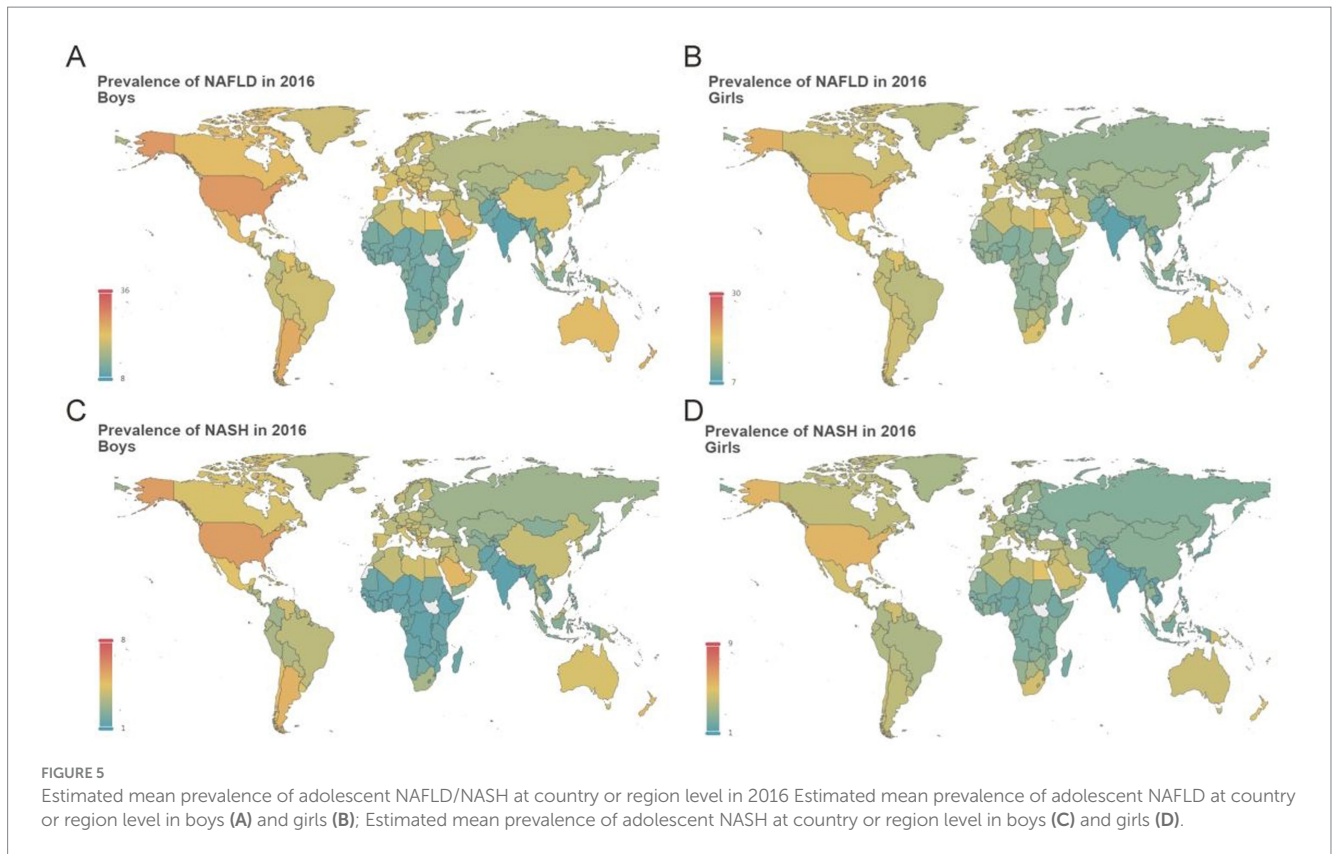 A
Prevalence of NAFLD in 2016
Boys
36
8
B
Prevalence of NAFLD in 2016
Girls
30
7
C
Prevalence of NASH in 2016
Boys
8
1
D
Prevalence of NASH in 2016
Girls
9
1
FIGURE 5
Estimated mean prevalence of adolescent NAFLD/NASH at country or region level in 2016 Estimated mean prevalence of adolescent NAFLD at country
or region level in boys (A) and girls (B); Estimated mean prevalence of adolescent NASH at country or region level in boys (C) and girls (D).